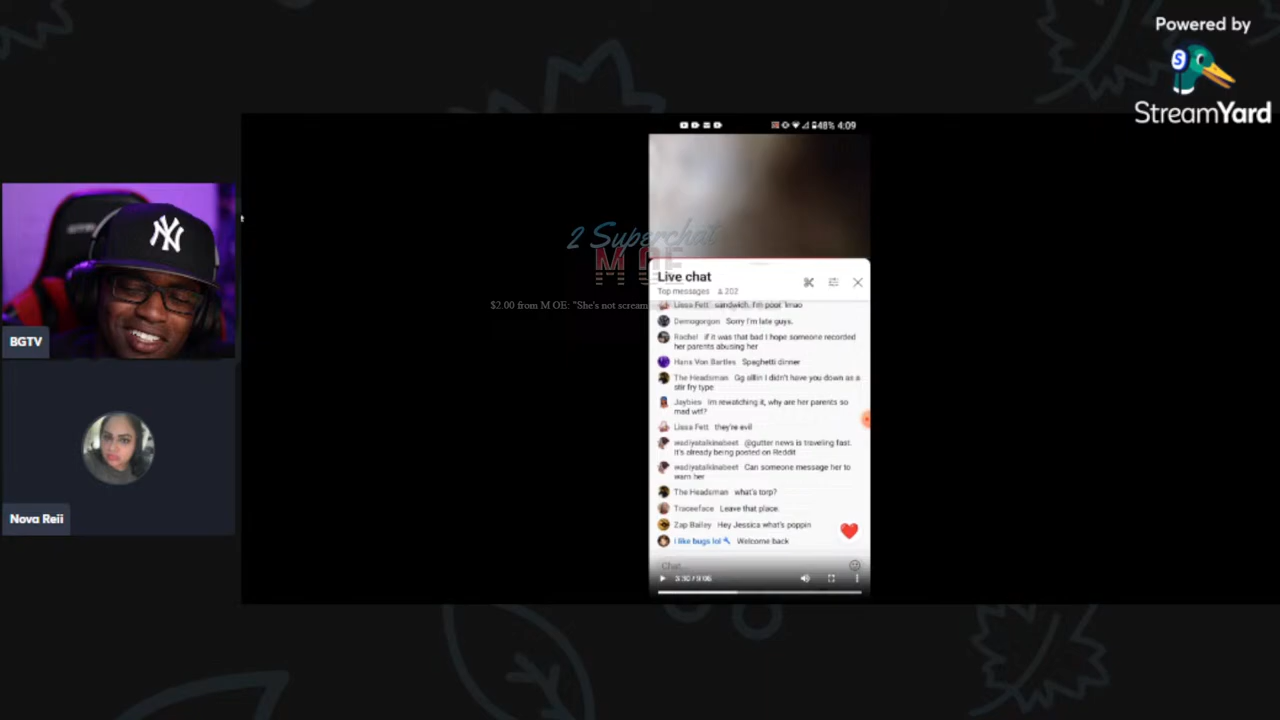 Powered by
StreamYard
48% 4:09
2 Superchat
M OE
$2.00 from M OE: "She's not scream
Live chat
Top messages 202
Lissa Fett sandwich. I'm poor lmao
Demogorgon Sorry I'm late guys.
Rachel if it was that bad I hope someone recorded
her parents abusing her
Hans Von Bartles Spaghetti dinner
The Headsman Gg sillin I didn't have you down as a
stir fry type
Jaybies Im rewatching it, why are her parents so
mad wtf?
Lissa Fett they're evil
wadiyatalkinabeet @gutter news is traveling fast.
It's already being posted on Reddit
wadiyatalkinabeet Can someone message her to
warn her
The Headsman what's torp?
Traceeface Leave that place.
Zap Bailey Hey Jessica what's poppin
i like bugs lol Welcome back
Chat...
BGTV
Nova Reii